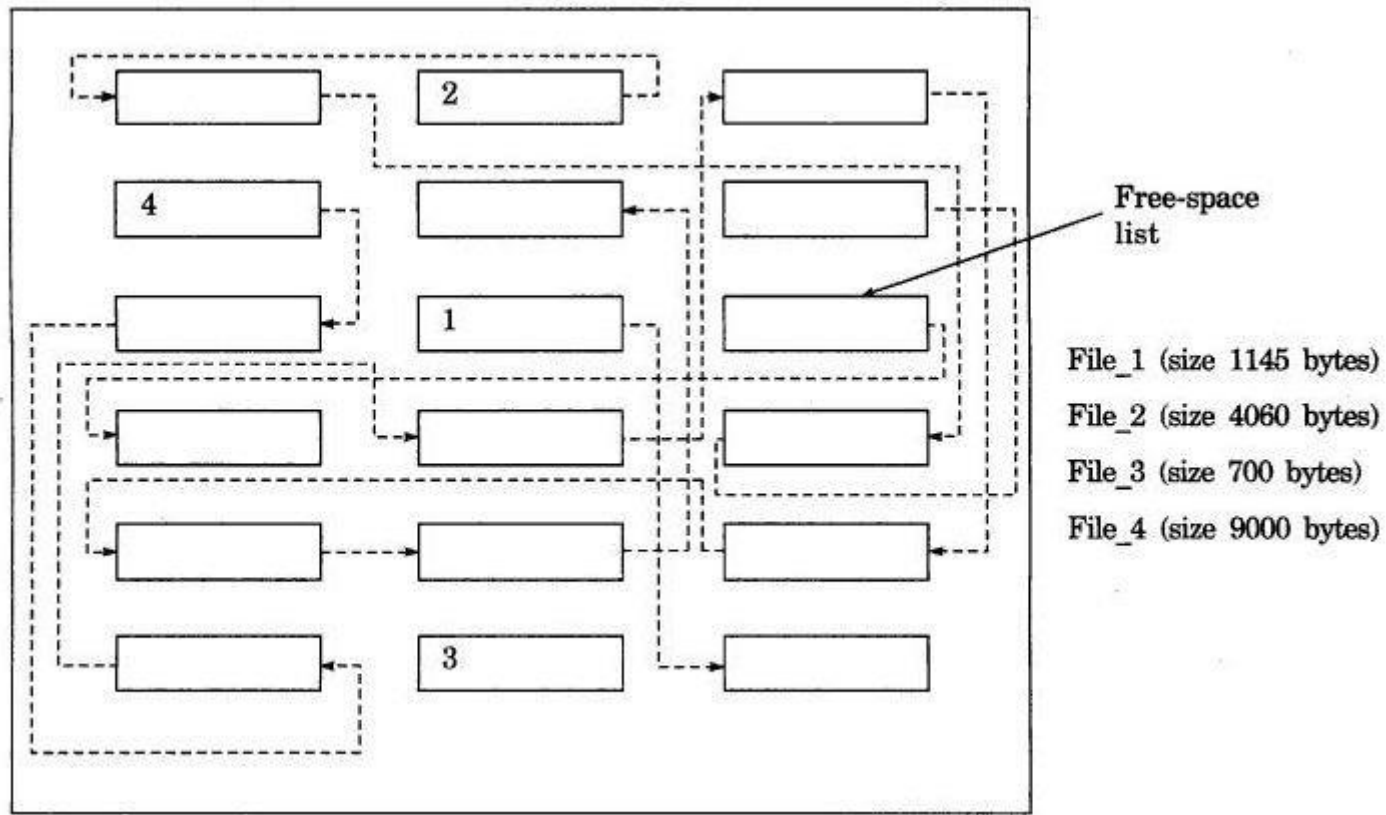 2
4
Free-space
list
1
File_1 (size 1145 bytes)
File_2 (size 4060 bytes)
File_3 (size 700 bytes)
File_4 (size 9000 bytes)
3